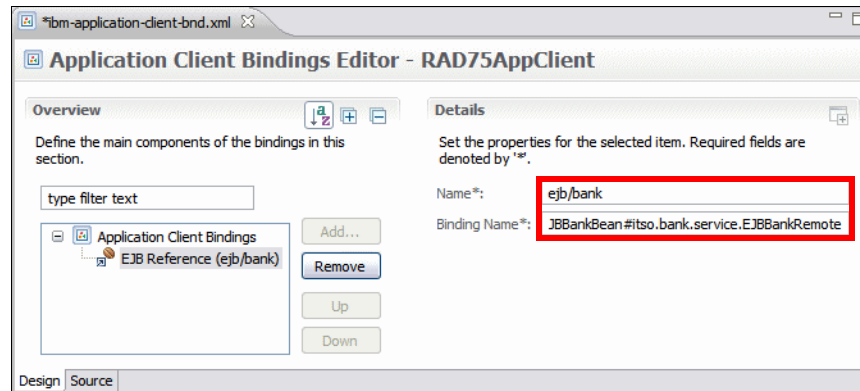 *ibm-application-client-bnd.xml
Application Client Bindings Editor - RAD75AppClient
Overview
Define the main components of the bindings in this
section.
type filter text
Application Client Bindings
EJB Reference (ejb/bank)
Add...
Remove
Up
Down
Details
Set the properties for the selected item. Required fields are
denoted by '*'.
Name*: ejb/bank
Binding Name*: JBBankBean#itso.bank.service.EJBBankRemote
Design Source